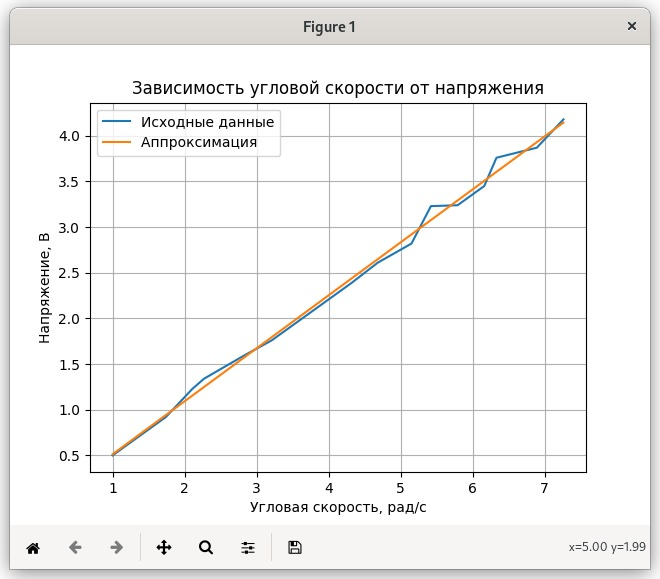 Figure 1
×
Зависимость угловой скорости от напряжения
Исходные данные
Аппроксимация
4.0
3.5
3.0
2.5
2.0
1.5
1.0
0.5
Напряжение, В
1 2 3 4 5 6 7
Угловая скорость, рад/с
x=5.00 y=1.99